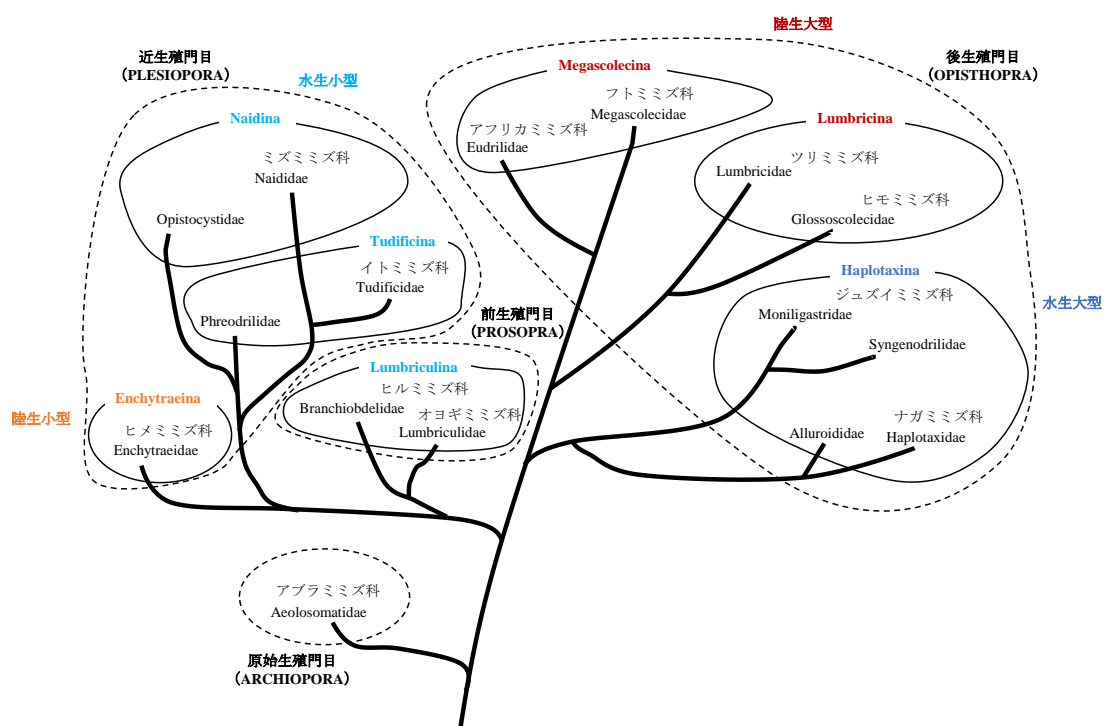 陸生大型
近生殖門目
(PLESIOPORA)
水生小型
Naidina
ミズミミズ科
Naididae
Opistocystidae
Tudificina
イトミミズ科
Tudificidae
Phreodrilidae
陸生小型
Enchytraeina
ヒメミミズ科
Enchytraeidae
前生殖門目
(PROSOPRA)
Lumbriculina
ヒルミミズ科
Branchiobdelidae
オヨギミミズ科
Lumbriculidae
アブラミミズ科
Aeolosomatidae
原始生殖門目
(ARCHIOPORA)
後生殖門目
(OPISTHOPRA)
Megascolecina
フトミミズ科
Megascolecidae
アフリカミミズ科
Eudrilidae
Lumbricina
ツリミミズ科
Lumbricidae
ヒモミミズ科
Glossoscolecidae
水生大型
Haplotaxina
ジュズイミミズ科
Moniligastridae
Syngenodrilidae
Alluroididae
ナガミミズ科
Haplotaxidae